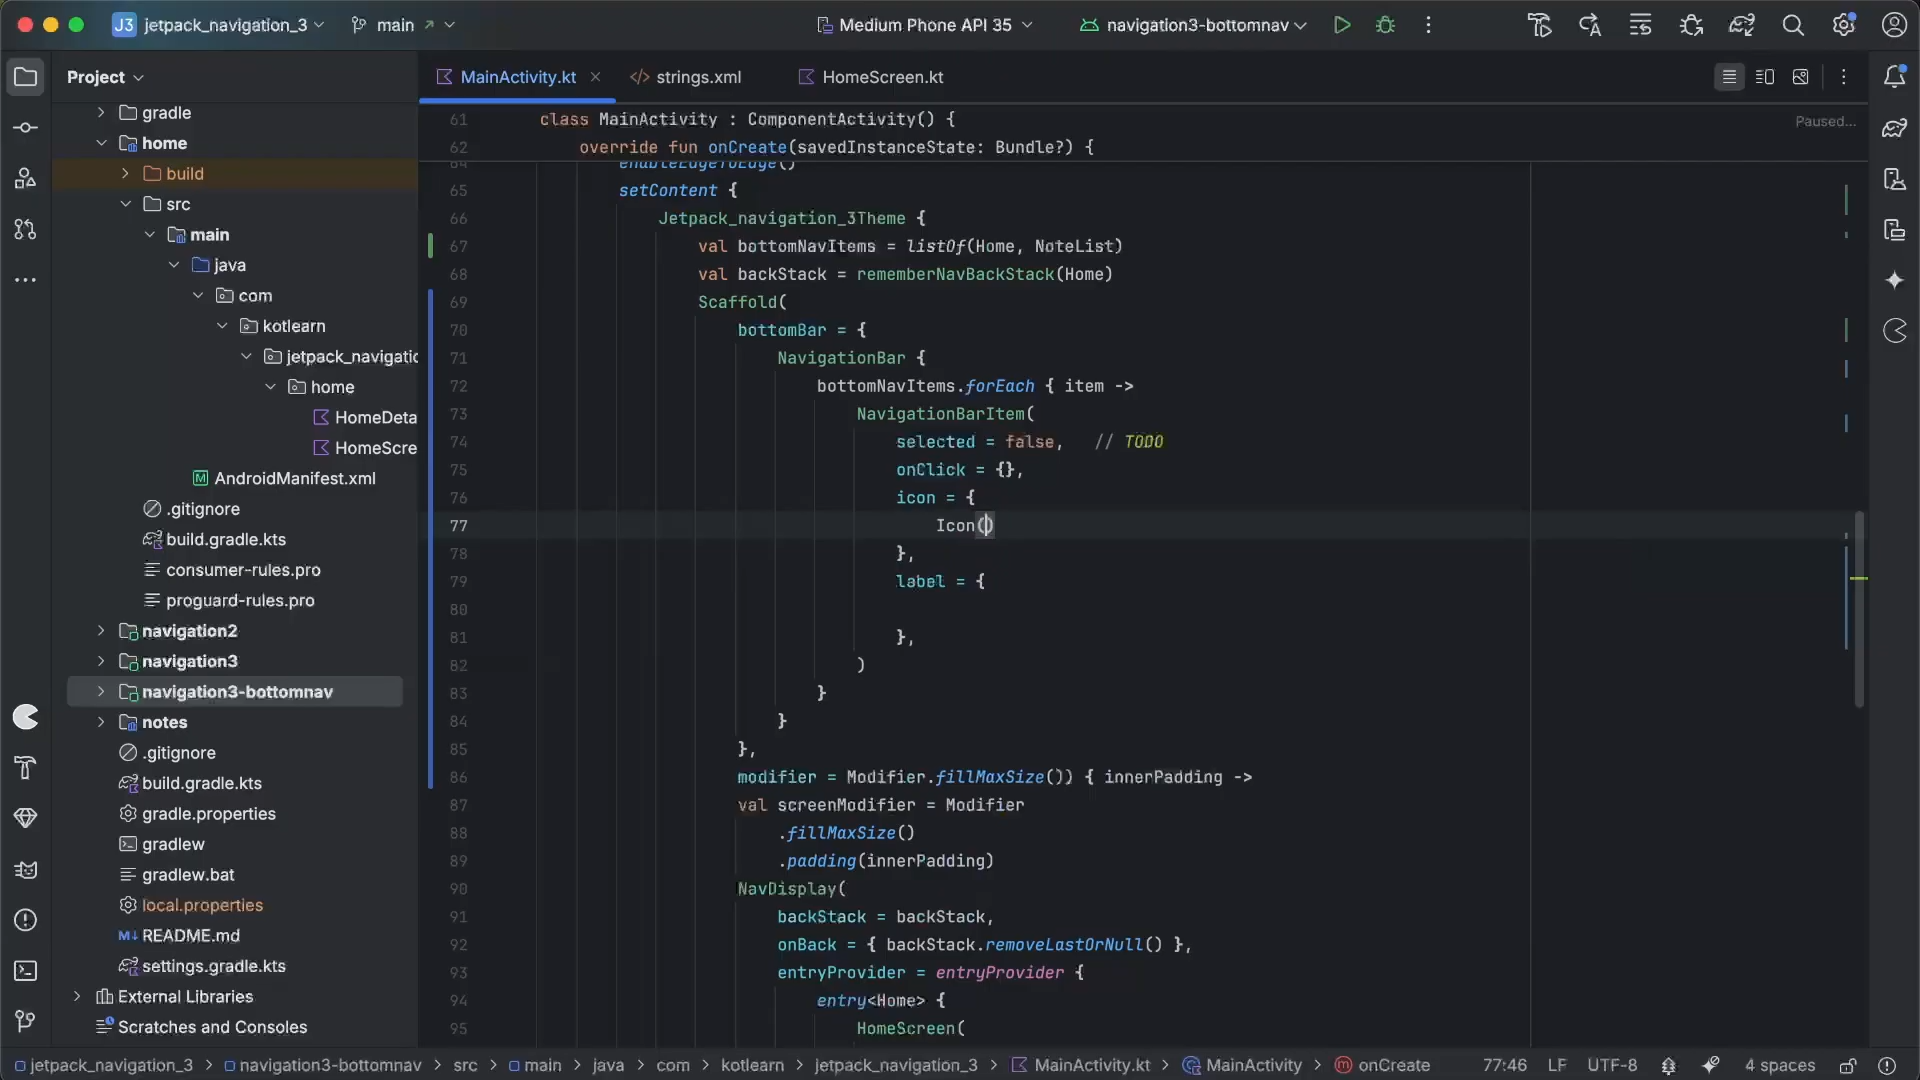 J3 jetpack_navigation_3 main Medium Phone API 35 navigation3-bottomnav
Project
MainActivity.kt strings.xml HomeScreen.kt
gradle
home
build
src
main
java
com
kotlearn
jetpack_navigatio
home
HomeDeta
HomeScre
AndroidManifest.xml
.gitignore
build.gradle.kts
consumer-rules.pro
proguard-rules.pro
navigation2
navigation3
navigation3-bottomnav
notes
.gitignore
build.gradle.kts
gradle.properties
gradlew
gradlew.bat
local.properties
M↓ README.md
settings.gradle.kts
External Libraries
Scratches and Consoles
Paused...
61 class MainActivity : ComponentActivity() {
62 override fun onCreate(savedInstanceState: Bundle?) {
64 enableEdgeToEdge()
65 setContent {
66 Jetpack_navigation_3Theme {
67 val bottomNavItems = listOf(Home, NoteList)
68 val backStack = rememberNavBackStack(Home)
69 Scaffold(
70 bottomBar = {
71 NavigationBar {
72 bottomNavItems.forEach { item ->
73 NavigationBarItem(
74 selected = false, // TODO
75 onClick = {},
76 icon = {
77 Icon()
78 },
79 label = {
80
81 },
82 )
83 }
84 }
85 },
86 modifier = Modifier.fillMaxSize()) { innerPadding ->
87 val screenModifier = Modifier
88 .fillMaxSize()
89 .padding(innerPadding)
90 NavDisplay(
91 backStack = backStack,
92 onBack = { backStack.removeLastOrNull() },
93 entryProvider = entryProvider {
94 entry<Home> {
95 HomeScreen(
jetpack_navigation_3 > navigation3-bottomnav > src > main > java > com > kotlearn > jetpack_navigation_3 > MainActivity.kt > MainActivity > onCreate 77:46 LF UTF-8 4 spaces